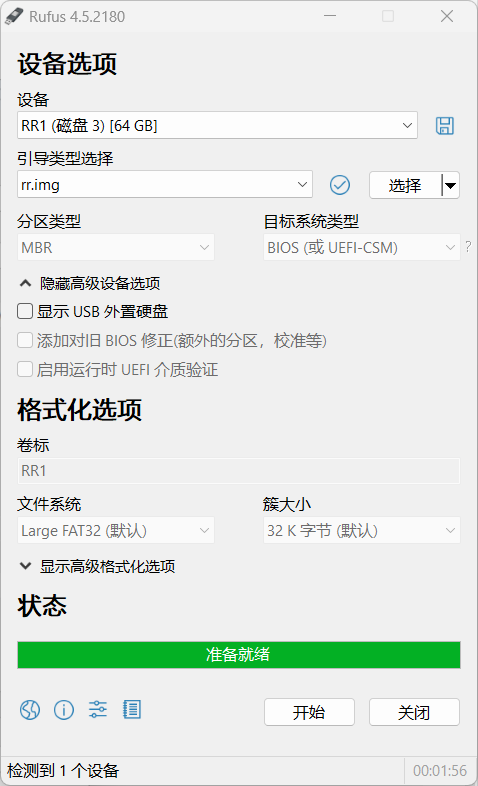 Rufus 4.5.2180
设备选项
设备
RR1 (磁盘 3) [64 GB]
引导类型选择
rr.img
选择
分区类型 目标系统类型
MBR BIOS (或 UEFI-CSM) ?
隐藏高级设备选项
显示 USB 外置硬盘
添加对旧 BIOS 修正(额外的分区，校准等)
启用运行时 UEFI 介质验证
格式化选项
卷标
RR1
文件系统 簇大小
Large FAT32 (默认) 32 K 字节 (默认)
显示高级格式化选项
状态
准备就绪
开始 关闭
检测到 1 个设备 00:01:56